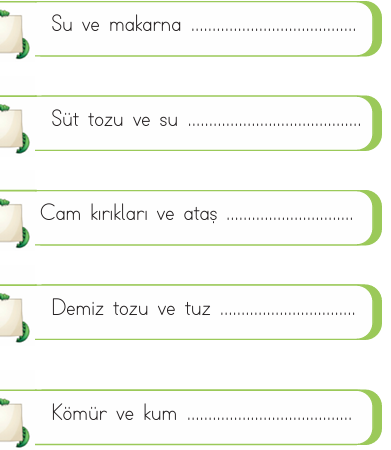 Su ve makarna .......................................
Süt tozu ve su .........................................
Cam kırıkları ve ataş ..............................
Demiz tozu ve tuz ................................
Kömür ve kum .......................................